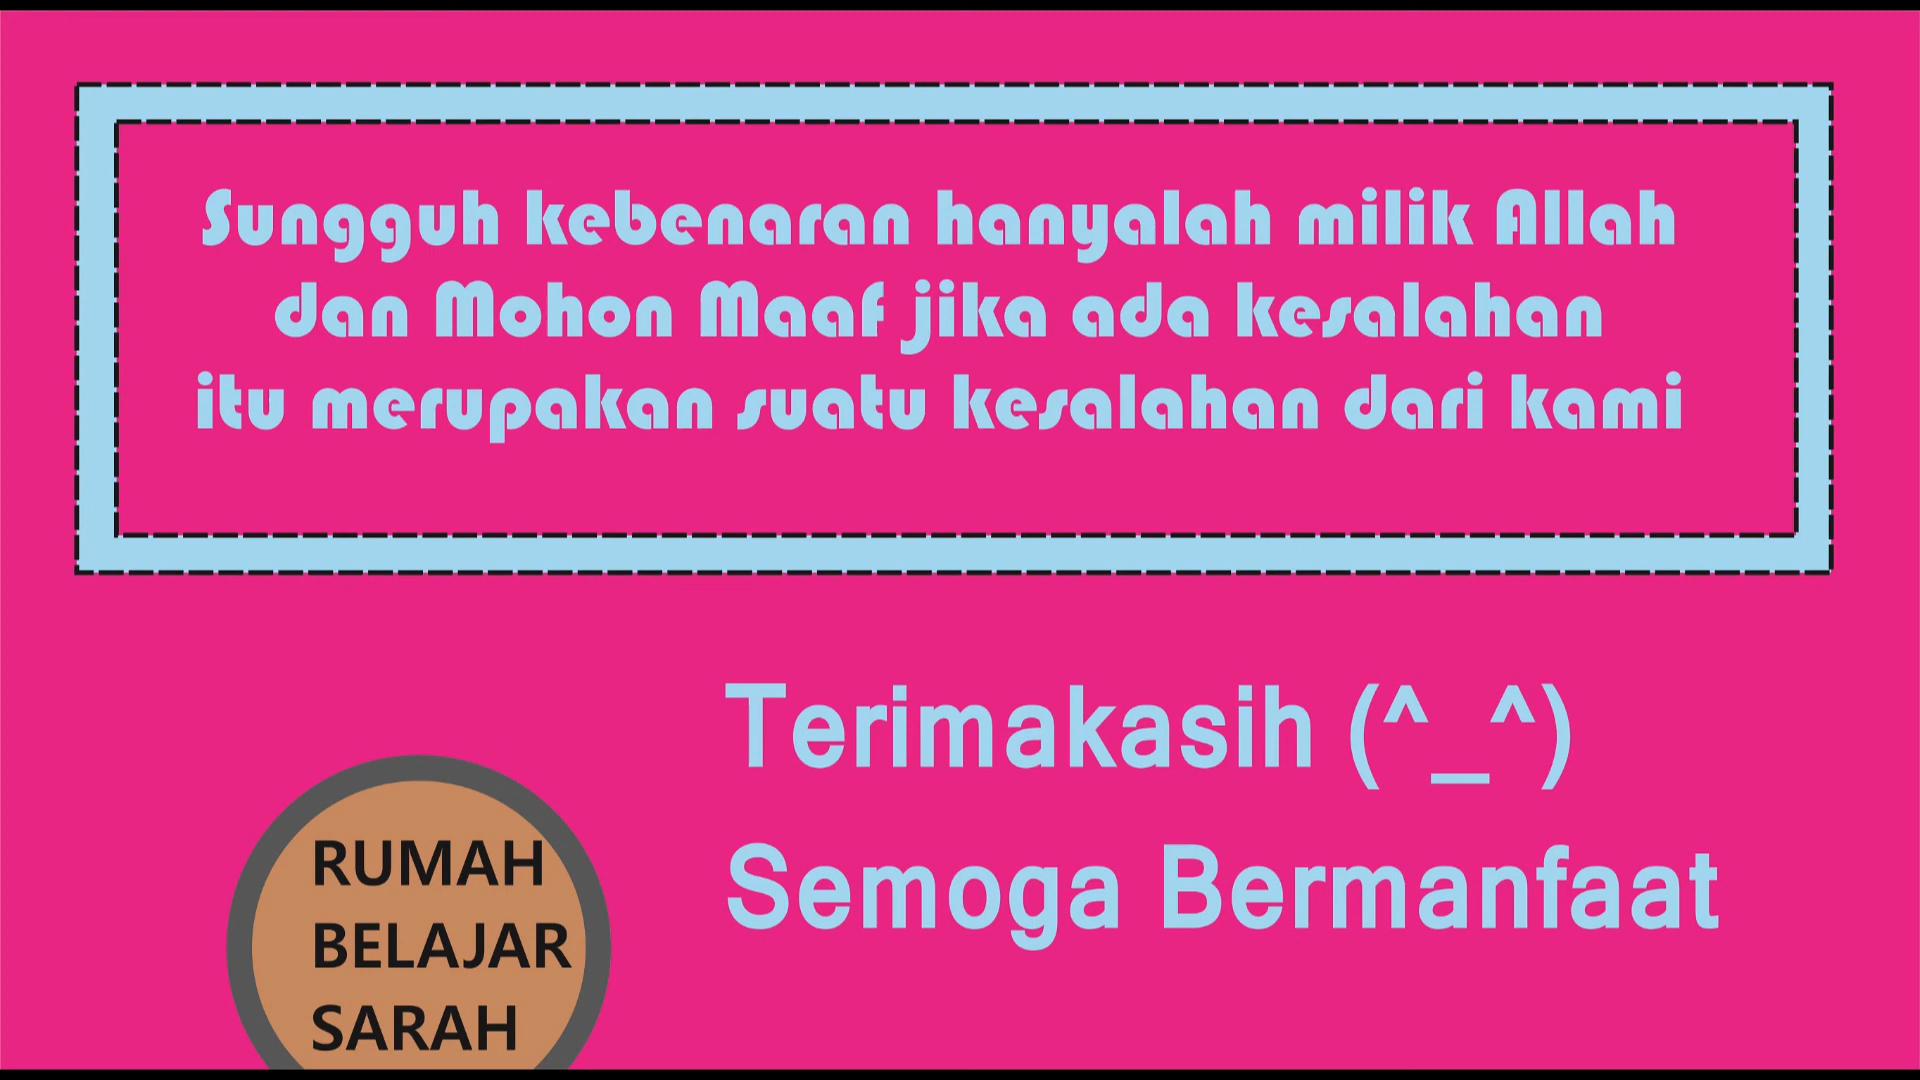 Sungguh kebenaran hanyalah milik Allah
dan Mohon Maaf jika ada kesalahan
itu merupakan suatu kesalahan dari kami
Terimakasih (^_^)
Semoga Bermanfaat
RUMAH
BELAJAR
SARAH